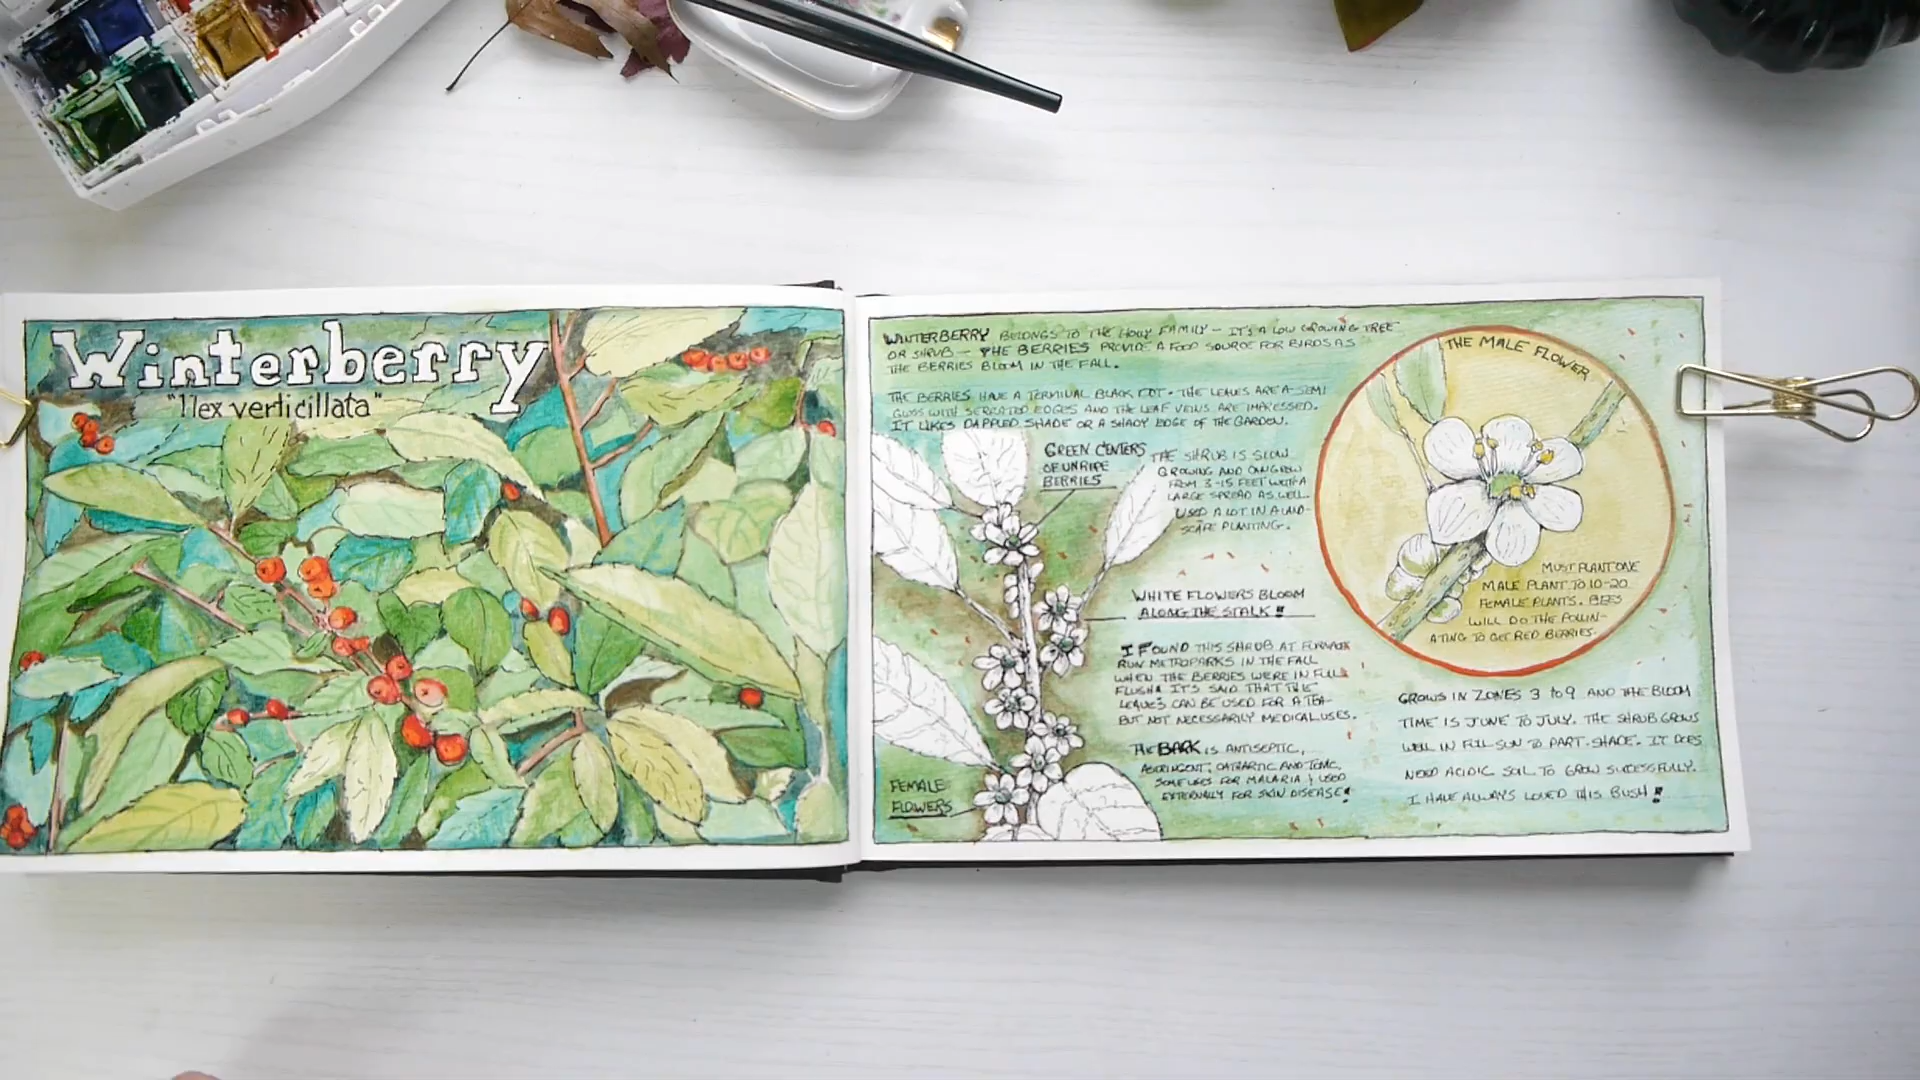 Winterberry
"Ilex verticillata"
WINTERBERRY BELONGS TO THE HOLLY FAMILY - IT'S A LOW GROWING TREE
OR SHRUB - THE BERRIES PROVIDE A FOOD SOURCE FOR BIRDS AS
THE BERRIES BLOOM IN THE FALL.
THE BERRIES HAVE A TERMINAL BLACK DOT. THE LEAVES ARE A SEMI
GLOSS WITH SERRATED EDGES AND THE LEAF VEINS ARE IMPRESSED.
IT LIKES DAPPLED SHADE OR A SHADY EDGE OF THE GARDEN.
GREEN CENTERS
OF UNRIPE
BERRIES
THE SHRUB IS SLOW
GROWING AND CAN GROW
FROM 3-15 FEET WITH A
LARGE SPREAD AS WELL.
USED A LOT IN A LAND-
SCAPE PLANTING.
WHITE FLOWERS BLOOM
ALONG THE STALK!!
I FOUND THIS SHRUB AT FURNACE
RUN METROPARKS IN THE FALL
WHEN THE BERRIES WERE IN FULL
FLUSH! IT'S SAID THAT THE
LEAVES CAN BE USED FOR A TEA-
BUT NOT NECESSARILY MEDICAL USES.
THE BARK IS ANTISEPTIC,
ASTRINGENT, CATHARTIC AND TONIC,
SOME USES FOR MALARIA & USED
EXTERNALLY FOR SKIN DISEASE!
FEMALE
FLOWERS
THE MALE FLOWER
MUST PLANT ONE
MALE PLANT TO 10-20
FEMALE PLANTS. BEES
WILL DO THE POLLIN-
ATING TO GET RED BERRIES.
GROWS IN ZONES 3 to 9 AND THE BLOOM
TIME IS JUNE TO JULY. THE SHRUB GROWS
WELL IN FULL SUN TO PART-SHADE. IT DOES
NEED ACIDIC SOIL TO GROW SUCCESSFULLY.
I HAVE ALWAYS LOVED THIS BUSH!